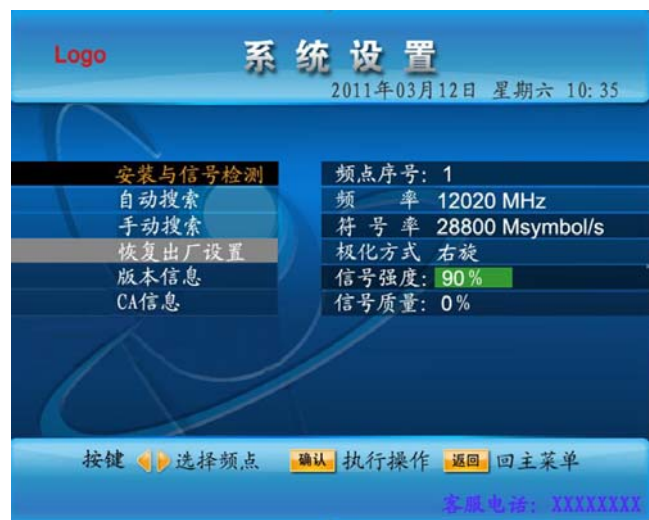 Logo
系统设置
2011年03月12日 星期六 10:35
安装与信号检测 频点序号: 1
自动搜索 频 率 12020 MHz
手动搜索 符 号 率 28800 Msymbol/s
恢复出厂设置 极化方式 右旋
版本信息 信号强度: 90%
CA信息 信号质量: 0%
按键 选择频点 确认 执行操作 返回 回主菜单
客服电话: XXXXXXXX